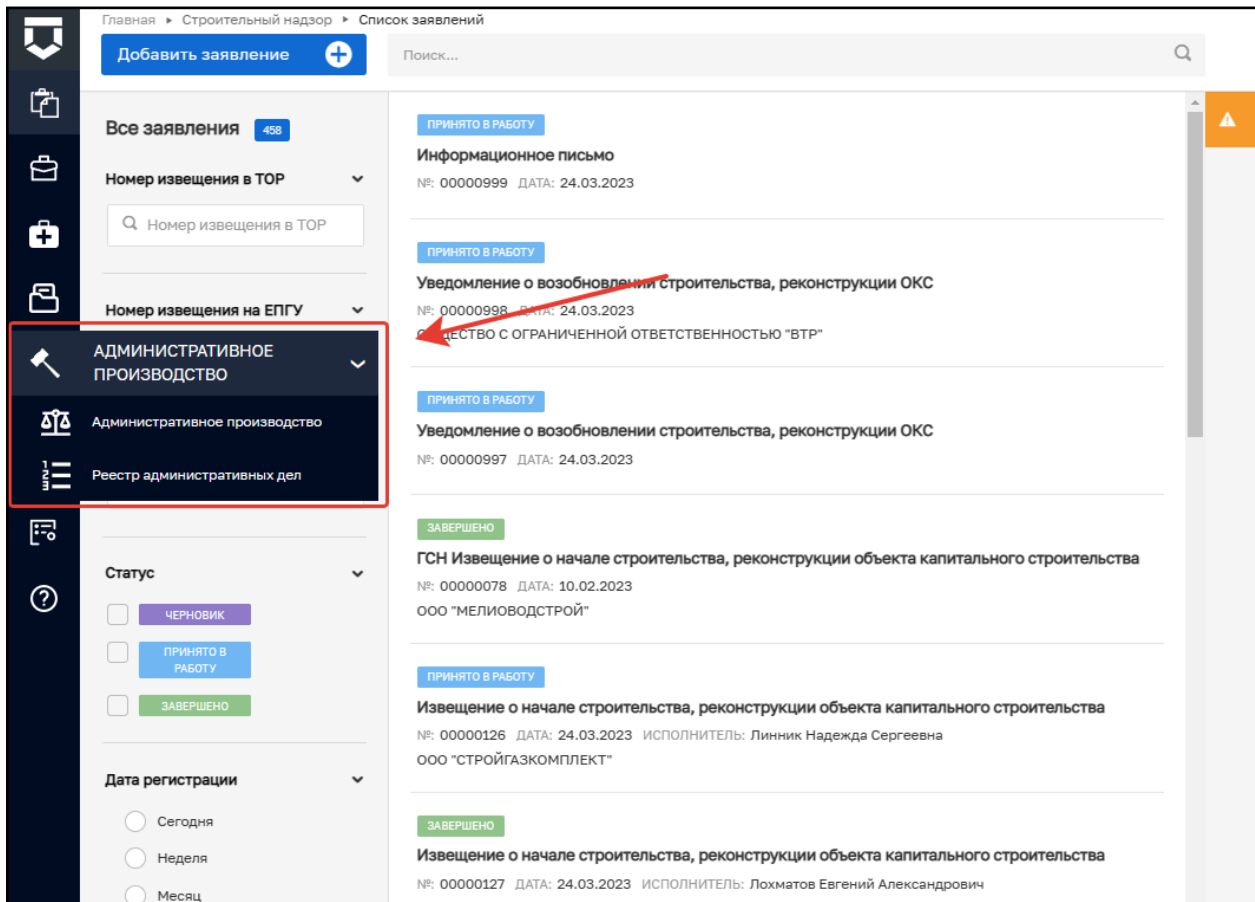 Главная ▸ Строительный надзор ▸ Список заявлений
Добавить заявление
Поиск...
Все заявления 458
Номер извещения в ТОР
Номер извещения в ТОР
Номер извещения на ЕПГУ
АДМИНИСТРАТИВНОЕ
ПРОИЗВОДСТВО
Административное производство
Реестр административных дел
Статус
ЧЕРНОВИК
ПРИНЯТО В
РАБОТУ
ЗАВЕРШЕНО
Дата регистрации
Сегодня
Неделя
Месяц
ПРИНЯТО В РАБОТУ
Информационное письмо
№: 00000999 ДАТА: 24.03.2023
ПРИНЯТО В РАБОТУ
Уведомление о возобновлении строительства, реконструкции ОКС
№: 00000998 ДАТА: 24.03.2023
ОБЩЕСТВО С ОГРАНИЧЕННОЙ ОТВЕТСТВЕННОСТЬЮ "ВТР"
ПРИНЯТО В РАБОТУ
Уведомление о возобновлении строительства, реконструкции ОКС
№: 00000997 ДАТА: 24.03.2023
ЗАВЕРШЕНО
ГСН Извещение о начале строительства, реконструкции объекта капитального строительства
№: 00000078 ДАТА: 10.02.2023
ООО "МЕЛИОВОДСТРОЙ"
ПРИНЯТО В РАБОТУ
Извещение о начале строительства, реконструкции объекта капитального строительства
№: 00000126 ДАТА: 24.03.2023 ИСПОЛНИТЕЛЬ: Линник Надежда Сергеевна
ООО "СТРОЙГАЗКОМПЛЕКТ"
ЗАВЕРШЕНО
Извещение о начале строительства, реконструкции объекта капитального строительства
№: 00000127 ДАТА: 24.03.2023 ИСПОЛНИТЕЛЬ: Лохматов Евгений Александрович